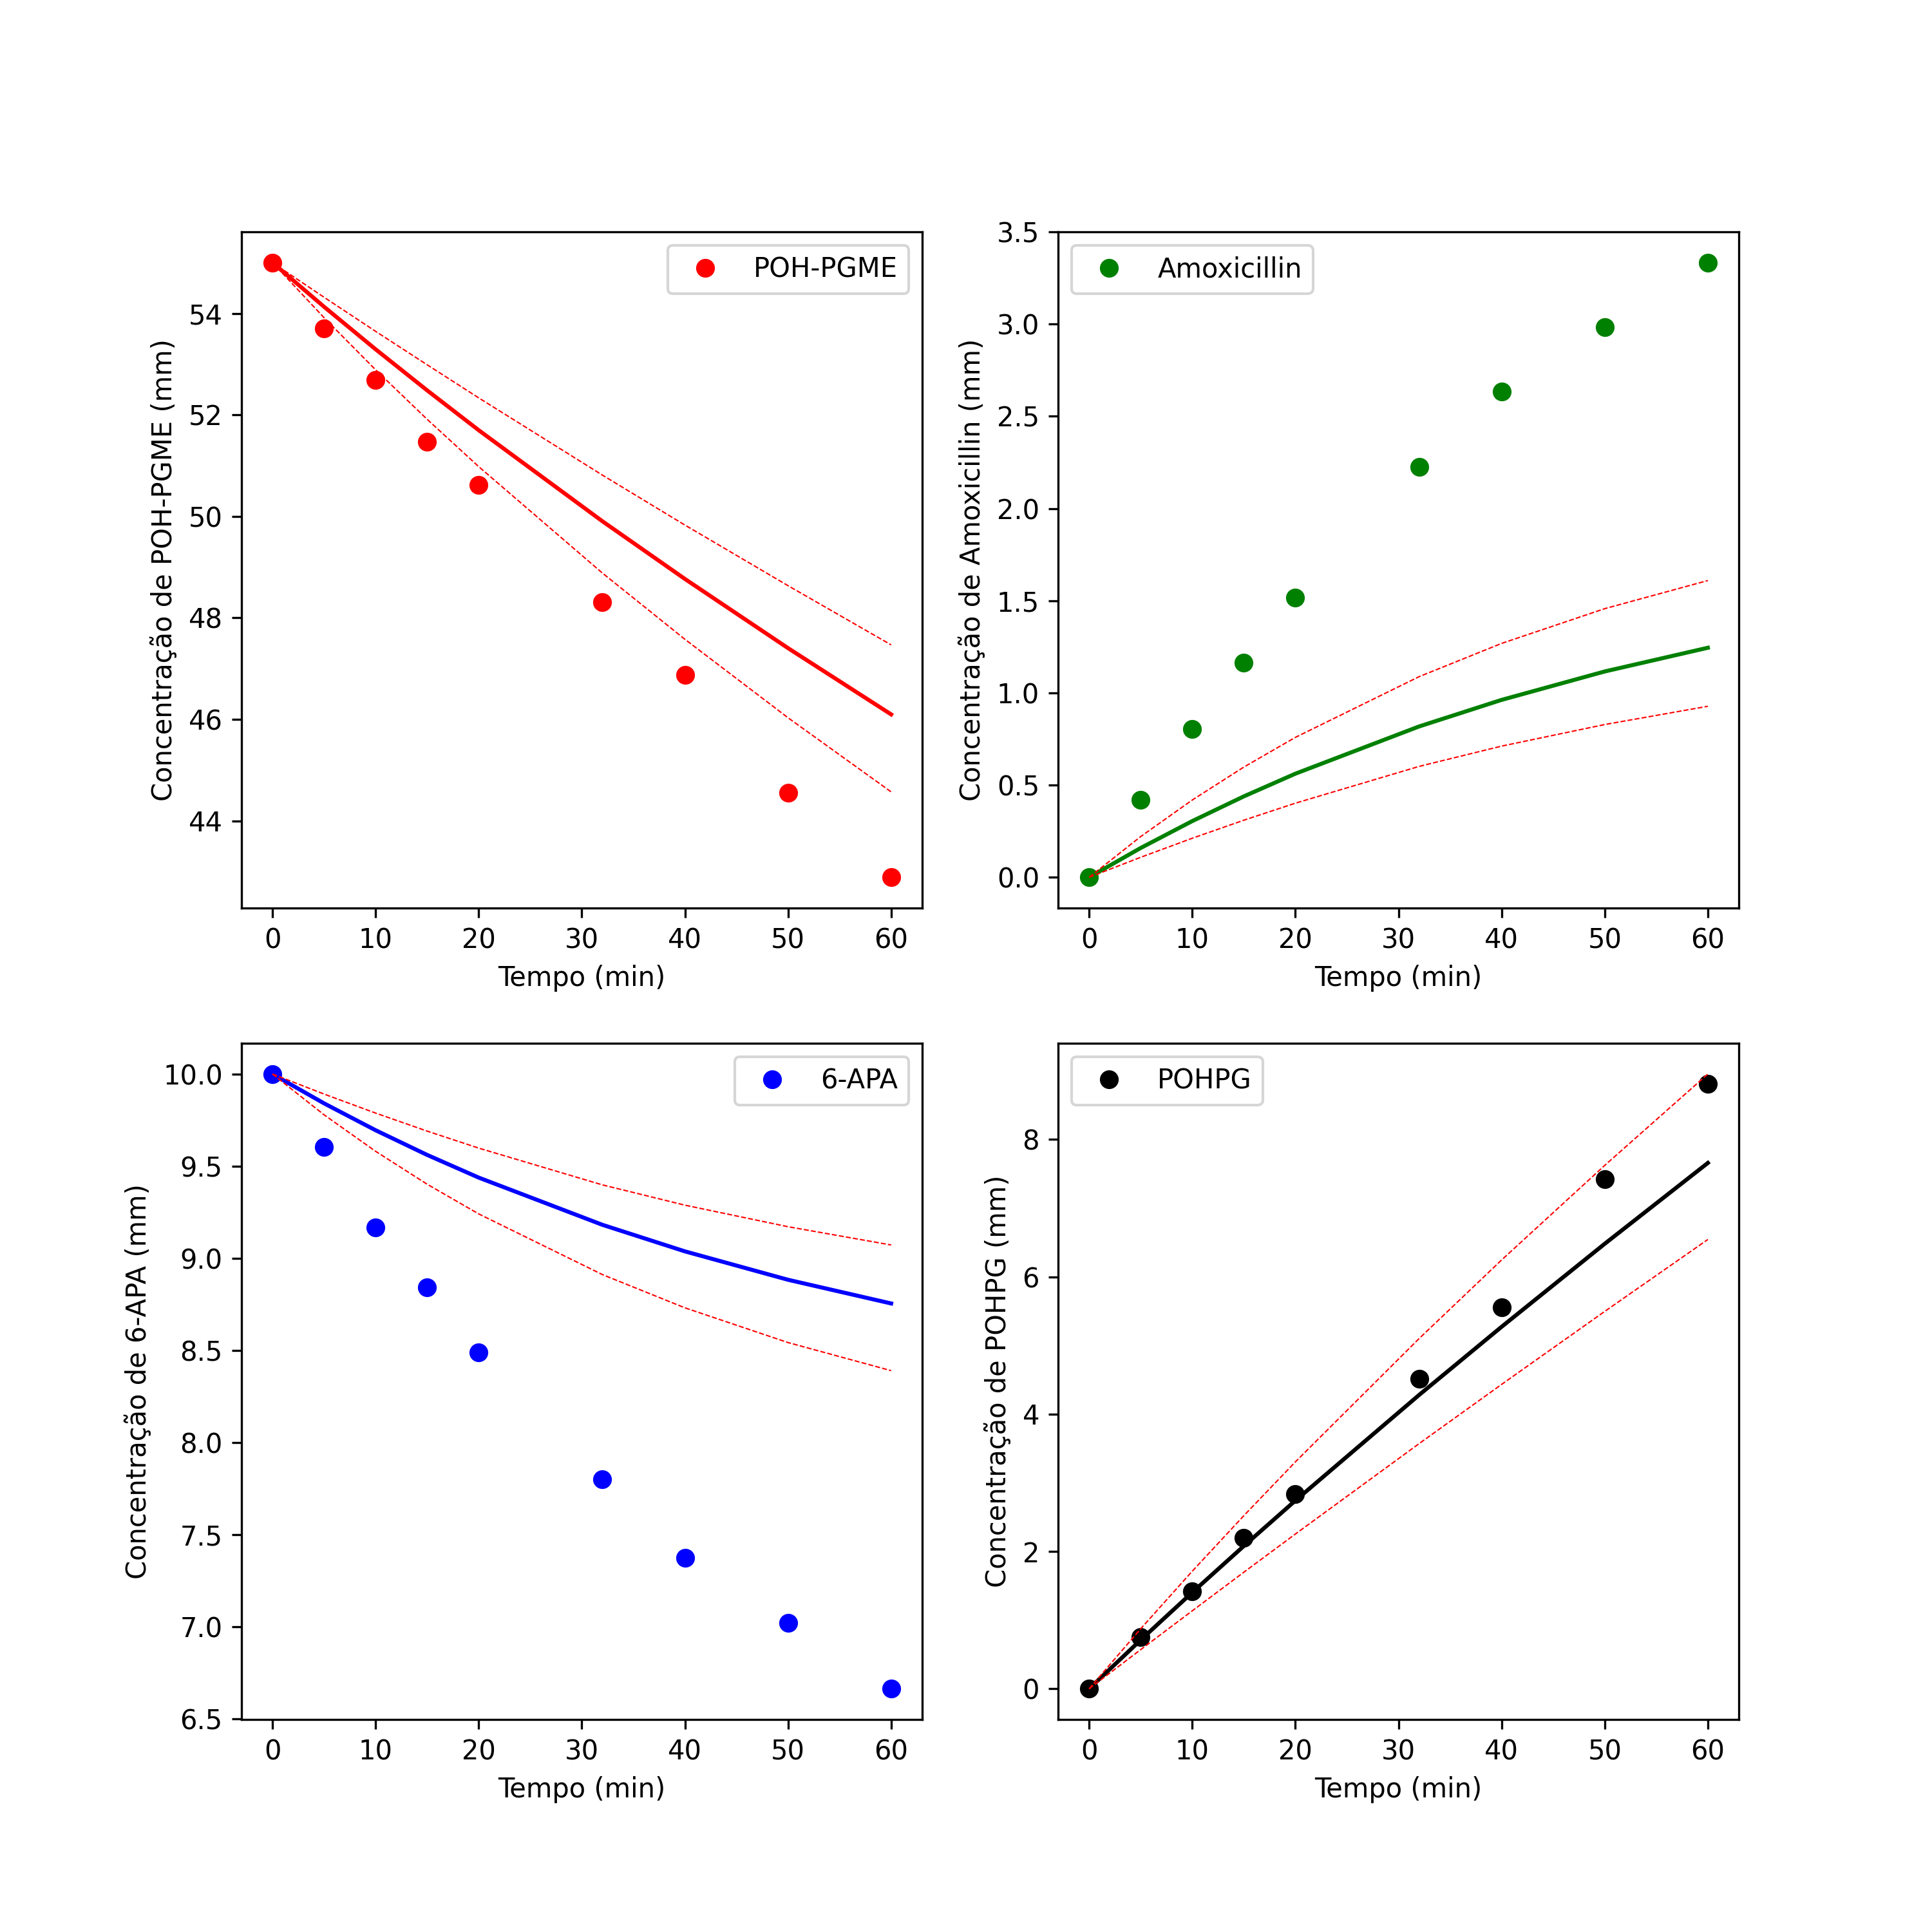 POH-PGME
Concentração de POH-PGME (mm)
54
52
50
48
46
44
0 10 20 30 40 50 60
Tempo (min)
Amoxicillin
Concentração de Amoxicillin (mm)
3.5
3.0
2.5
2.0
1.5
1.0
0.5
0.0
0 10 20 30 40 50 60
Tempo (min)
6-APA
Concentração de 6-APA (mm)
10.0
9.5
9.0
8.5
8.0
7.5
7.0
6.5
0 10 20 30 40 50 60
Tempo (min)
POHPG
Concentração de POHPG (mm)
8
6
4
2
0
0 10 20 30 40 50 60
Tempo (min)